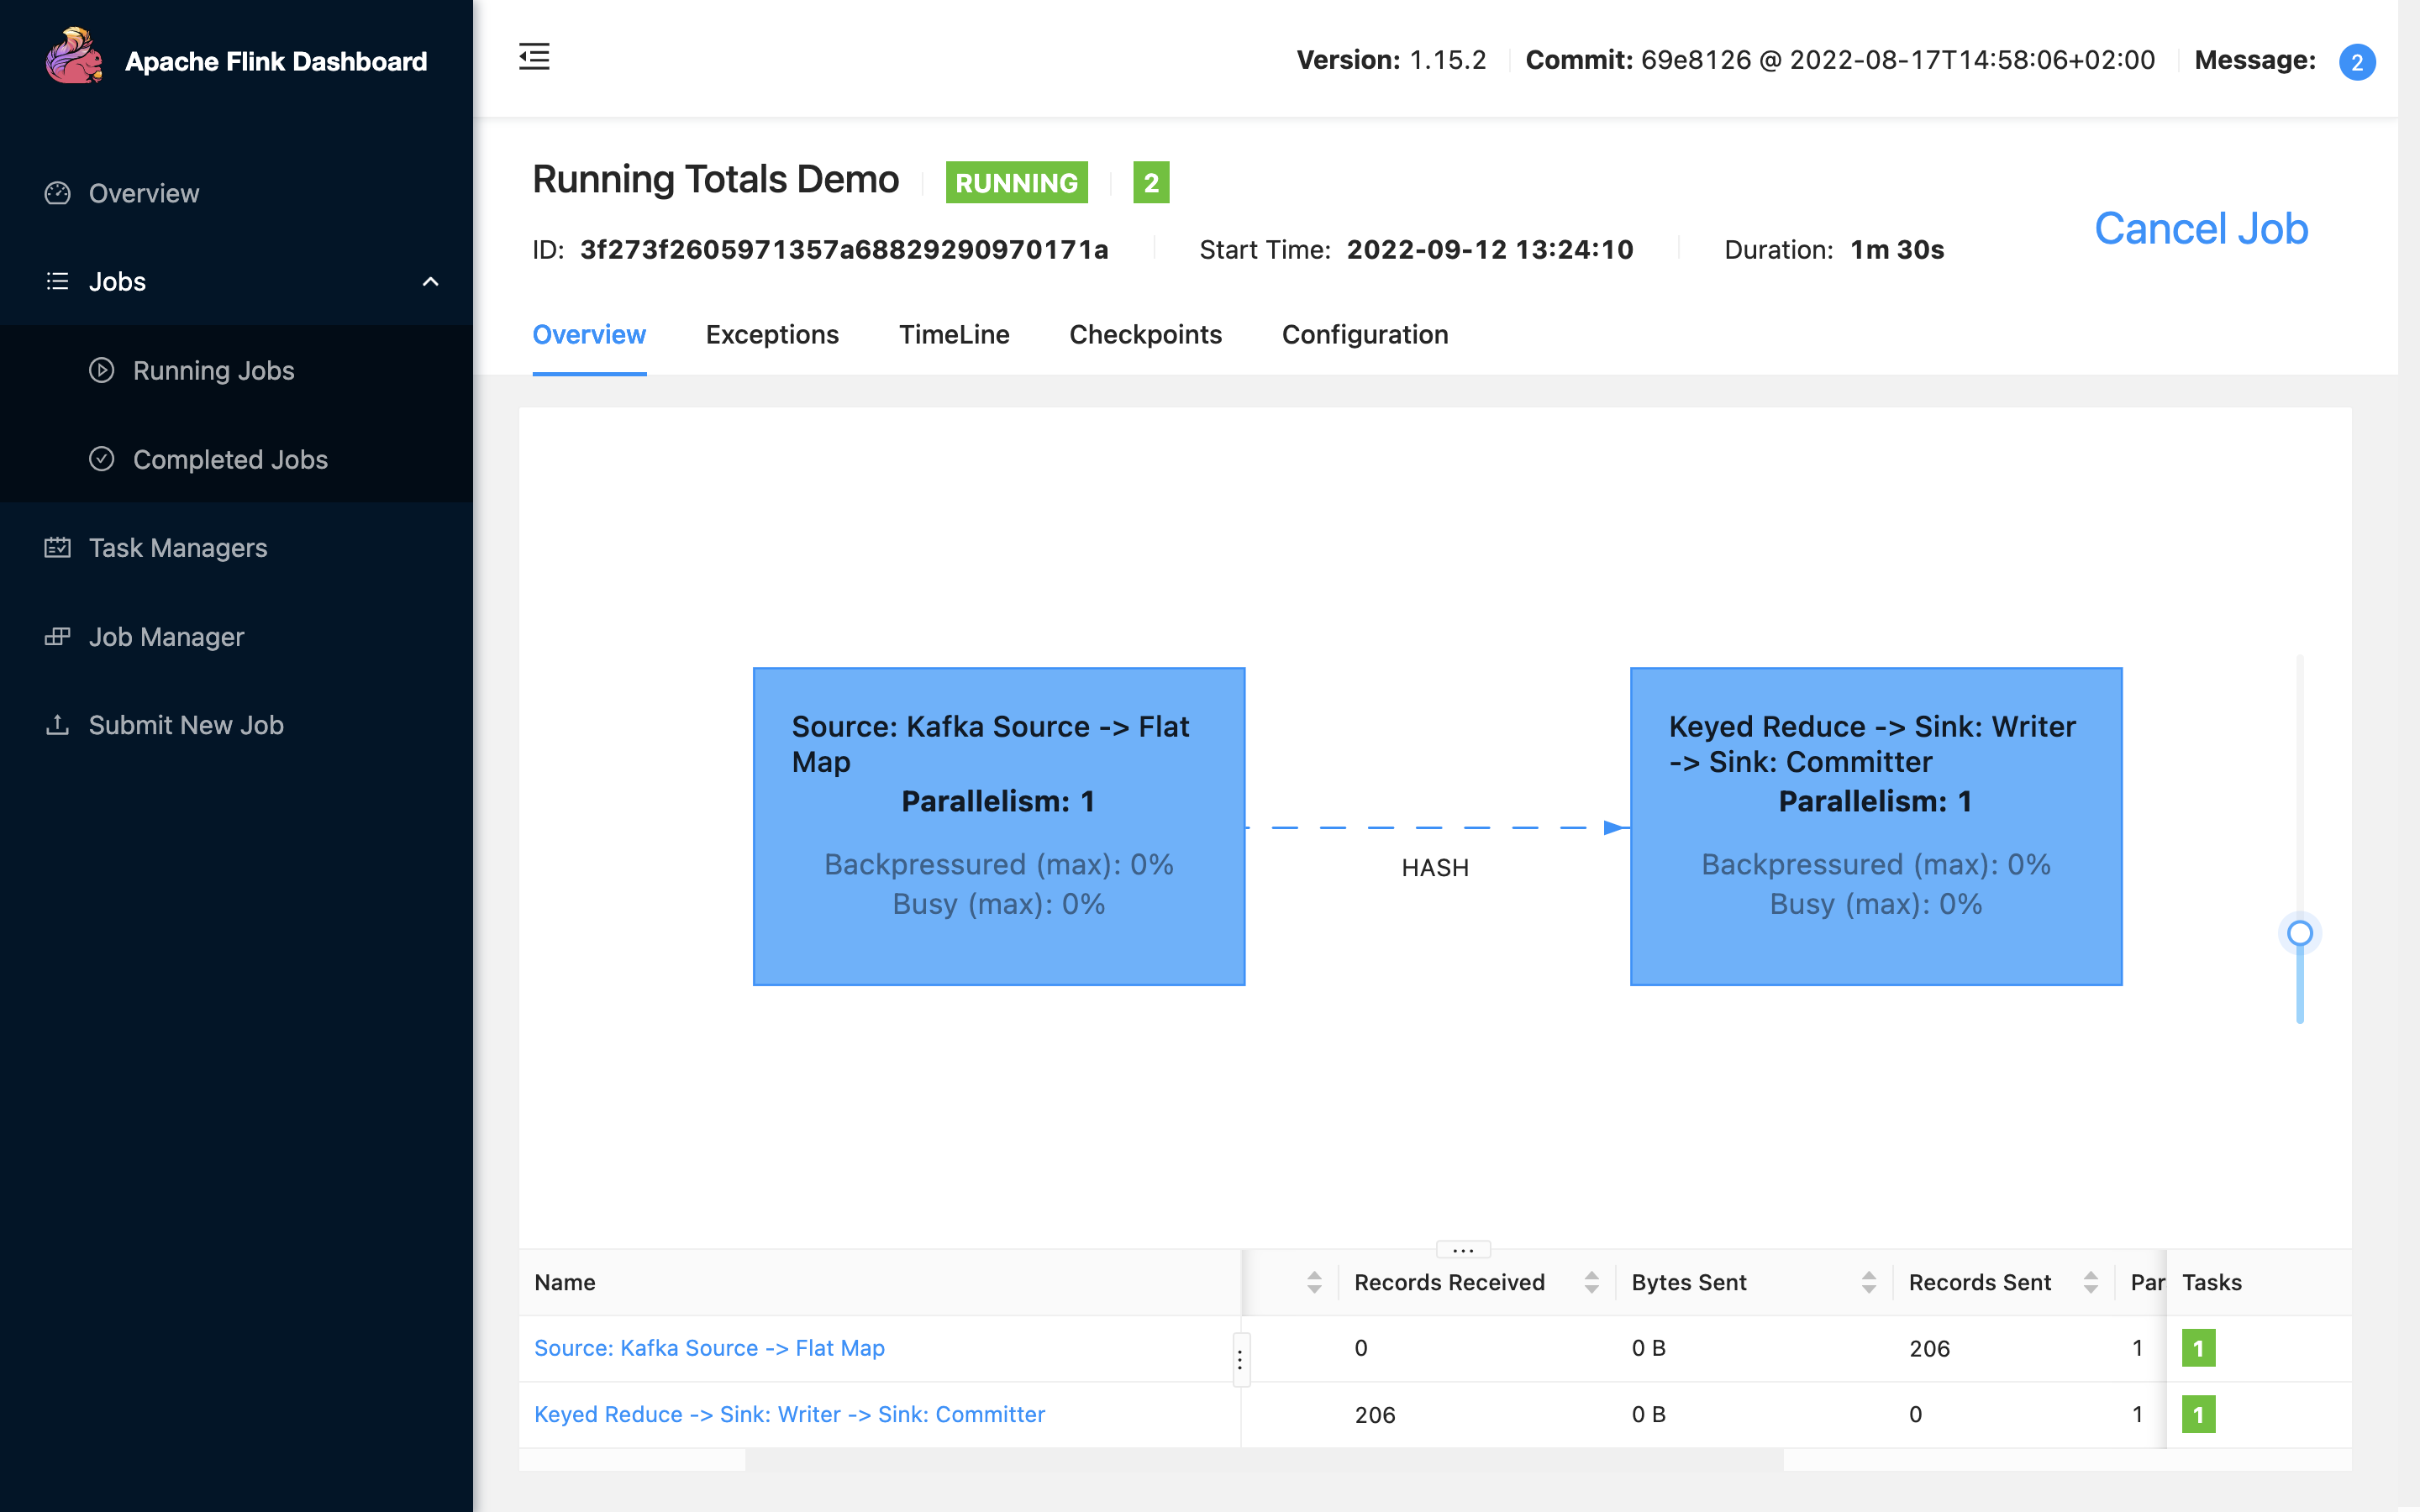 Apache Flink Dashboard
Version: 1.15.2 Commit: 69e8126 @ 2022-08-17T14:58:06+02:00 Message: 2
Overview
Jobs
Running Jobs
Completed Jobs
Task Managers
Job Manager
Submit New Job
Running Totals Demo RUNNING 2
ID: 3f273f2605971357a68829290970171a Start Time: 2022-09-12 13:24:10 Duration: 1m 30s
Cancel Job
Overview Exceptions TimeLine Checkpoints Configuration
Source: Kafka Source -> Flat
Map
Parallelism: 1
Backpressured (max): 0%
Busy (max): 0%
HASH
Keyed Reduce -> Sink: Writer
-> Sink: Committer
Parallelism: 1
Backpressured (max): 0%
Busy (max): 0%
Name Records Received Bytes Sent Records Sent Par Tasks
Source: Kafka Source -> Flat Map 0 0 B 206 1 1
Keyed Reduce -> Sink: Writer -> Sink: Committer 206 0 B 0 1 1